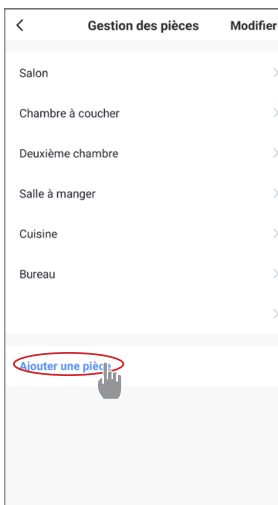 Gestion des pièces
Modifier
Salon
Chambre à coucher
Deuxième chambre
Salle à manger
Cuisine
Bureau
Ajouter une pièce